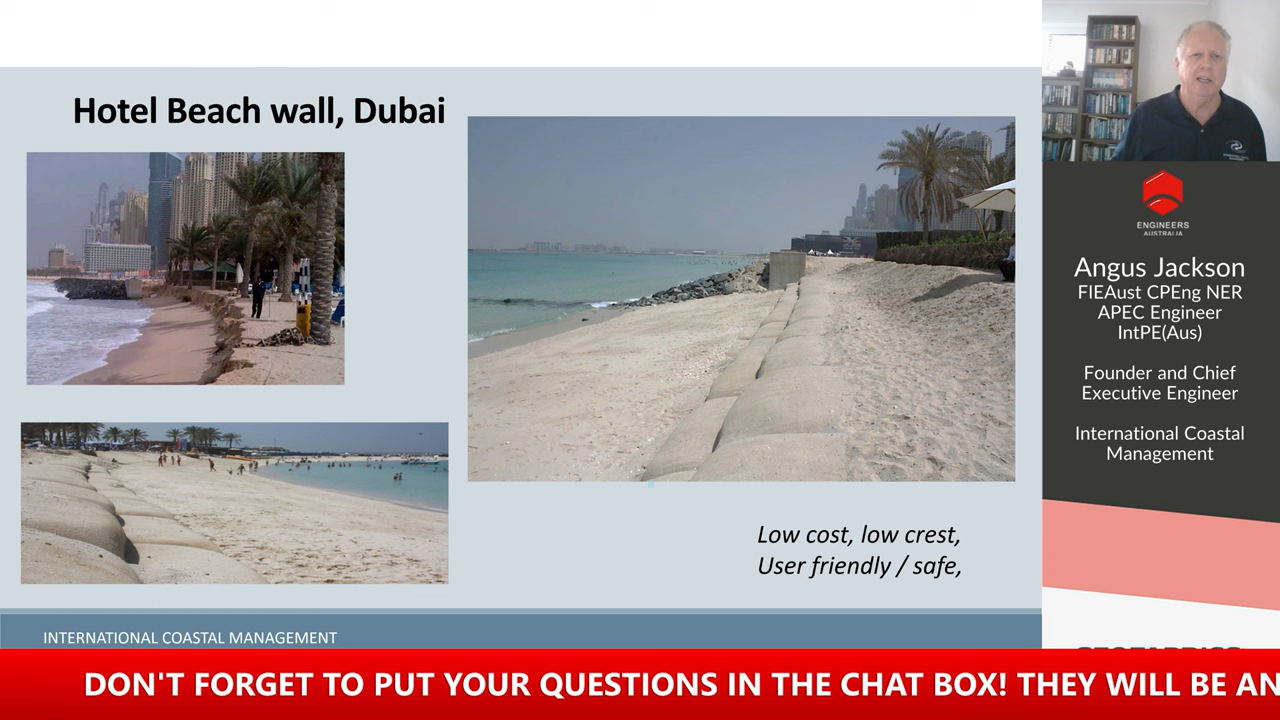 Hotel Beach wall, Dubai
Low cost, low crest,
User friendly / safe,
INTERNATIONAL COASTAL MANAGEMENT
ENGINEERS
AUSTRALIA
Angus Jackson
FIEAust CPEng NER
APEC Engineer
IntPE(Aus)
Founder and Chief
Executive Engineer
International Coastal
Management
DON'T FORGET TO PUT YOUR QUESTIONS IN THE CHAT BOX! THEY WILL BE AN